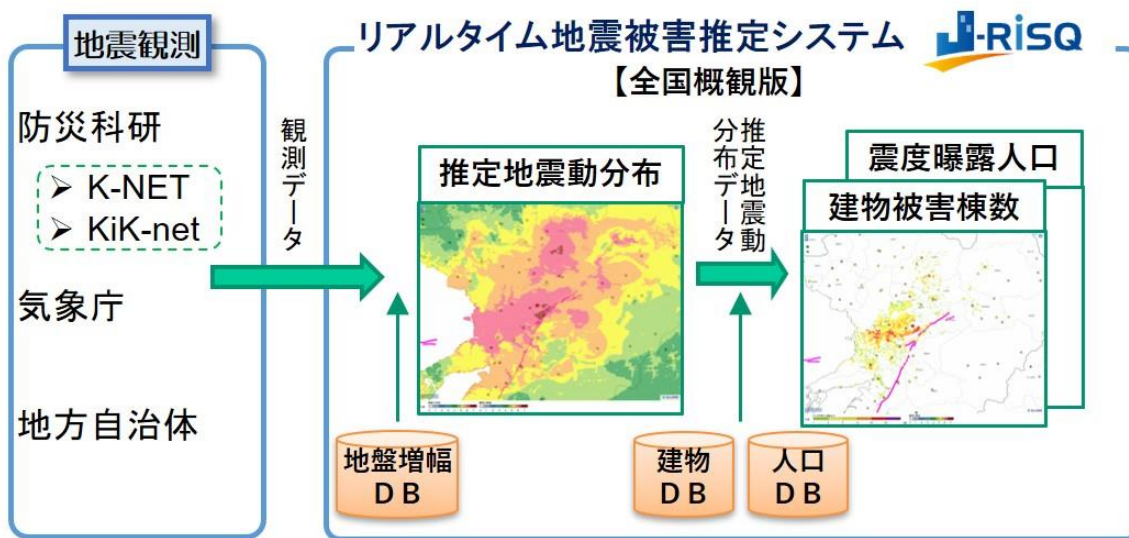 地震観測
防災科研
➢ K-NET
➢ KiK-net
気象庁
地方自治体
観測データ
リアルタイム地震被害推定システム
J-RiSQ
【全国概観版】
推定地震動分布
地盤増幅
ＤＢ
推定地震動
分布データ
建物
ＤＢ
人口
ＤＢ
震度曝露人口
建物被害棟数